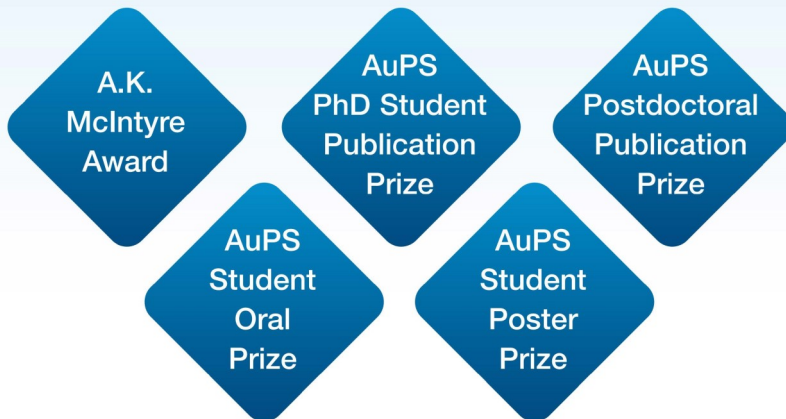 A.K.
McIntyre
Award
AuPS
PhD Student
Publication
Prize
AuPS
Postdoctoral
Publication
Prize
AuPS
Student
Oral
Prize
AuPS
Student
Poster
Prize